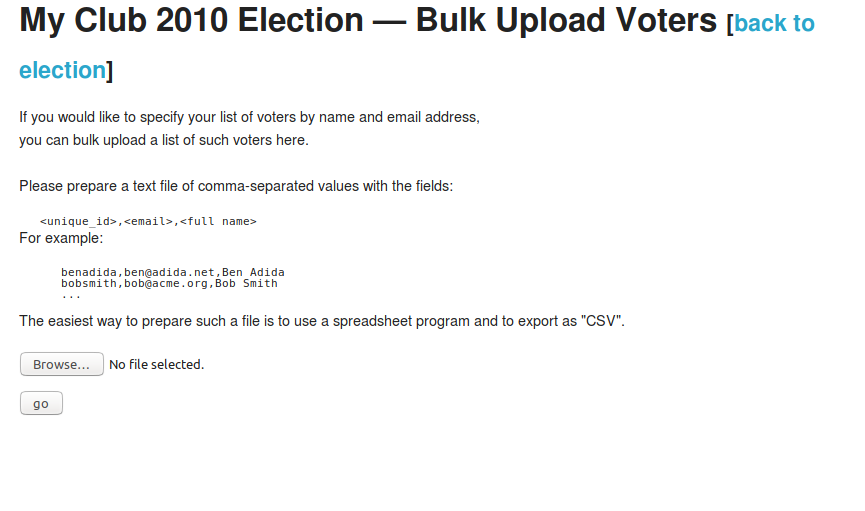 My Club 2010 Election — Bulk Upload Voters [back to
election]
If you would like to specify your list of voters by name and email address,
you can bulk upload a list of such voters here.
Please prepare a text file of comma-separated values with the fields:
<unique_id>,<email>,<full name>
For example:
benadida,ben@adida.net,Ben Adida
bobsmith,bob@acme.org,Bob Smith
...
The easiest way to prepare such a file is to use a spreadsheet program and to export as "CSV".
Browse... No file selected.
go